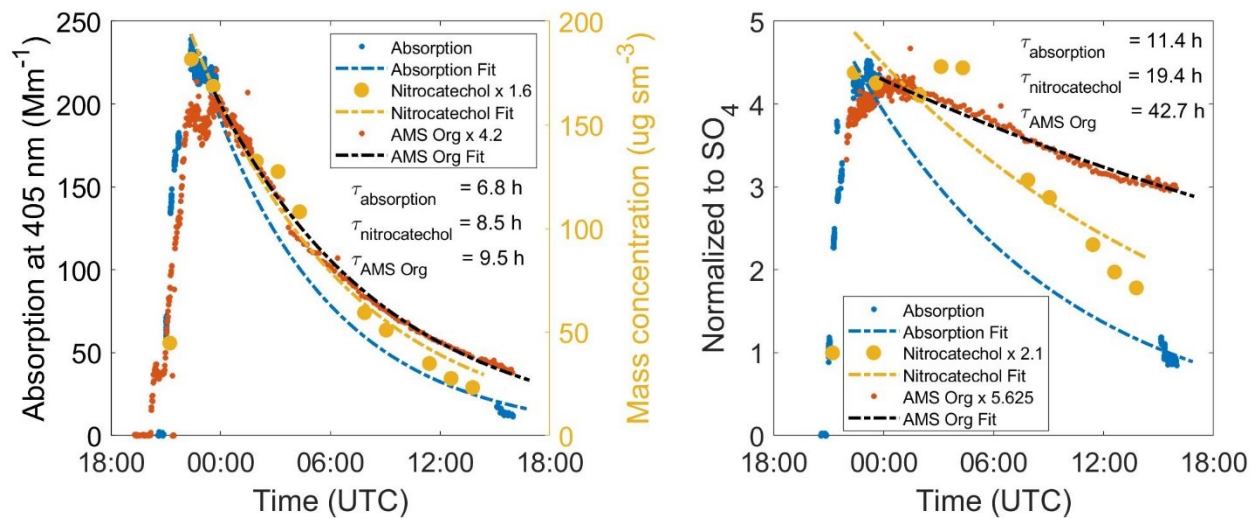 250
200
150
100
50
0
Absorption at 405 nm (Mm⁻¹)
200
150
100
50
0
Mass concentration (ug sm⁻³)
Absorption
Absorption Fit
Nitrocatechol x 1.6
Nitrocatechol Fit
AMS Org x 4.2
AMS Org Fit
τabsorption = 6.8 h
τnitrocatechol = 8.5 h
τAMS Org = 9.5 h
18:00 00:00 06:00 12:00 18:00
Time (UTC)
5
4
3
2
1
0
Normalized to SO₄
τabsorption = 11.4 h
τnitrocatechol = 19.4 h
τAMS Org = 42.7 h
Absorption
Absorption Fit
Nitrocatechol x 2.1
Nitrocatechol Fit
AMS Org x 5.625
AMS Org Fit
18:00 00:00 06:00 12:00 18:00
Time (UTC)